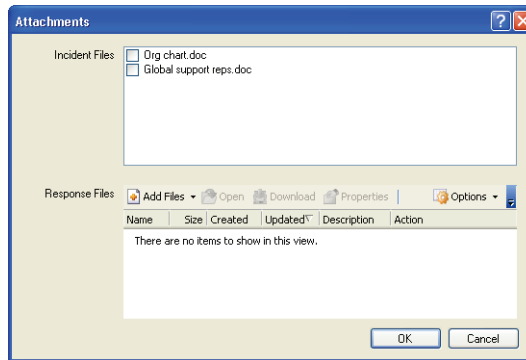 Attachments
Incident Files
Org chart.doc
Global support reps.doc
Response Files
Add Files Open Download Properties Options
Name Size Created Updated Description Action
There are no items to show in this view.
OK Cancel